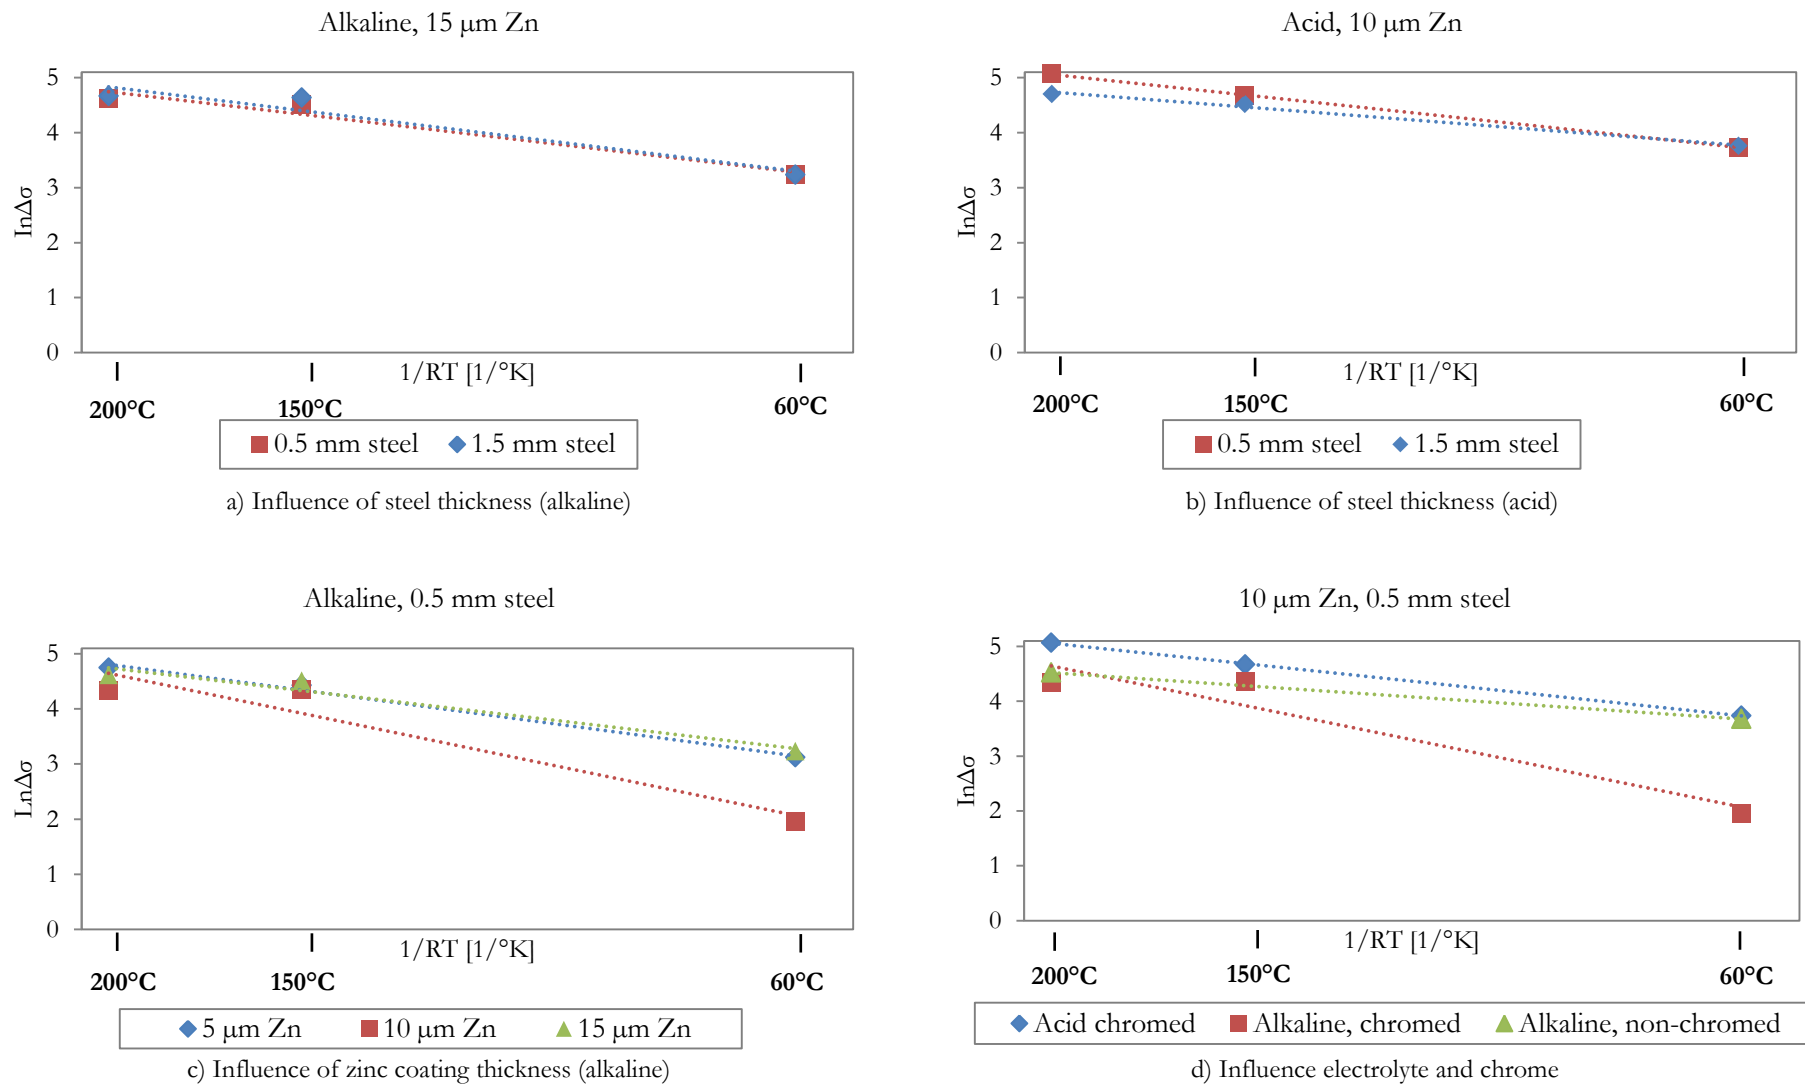 Alkaline, 15 μm Zn
5
4
3
2
1
0
lnΔσ
1/RT [1/°K]
200°C 150°C 60°C
0.5 mm steel 1.5 mm steel
a) Influence of steel thickness (alkaline)
Acid, 10 μm Zn
5
4
3
2
1
0
lnΔσ
1/RT [1/°K]
200°C 150°C 60°C
0.5 mm steel 1.5 mm steel
b) Influence of steel thickness (acid)
Alkaline, 0.5 mm steel
5
4
3
2
1
0
LnΔσ
1/RT [1/°K]
200°C 150°C 60°C
5 μm Zn 10 μm Zn 15 μm Zn
c) Influence of zinc coating thickness (alkaline)
10 μm Zn, 0.5 mm steel
5
4
3
2
1
0
lnΔσ
1/RT [1/°K]
200°C 150°C 60°C
Acid chromed Alkaline, chromed Alkaline, non-chromed
d) Influence electrolyte and chrome